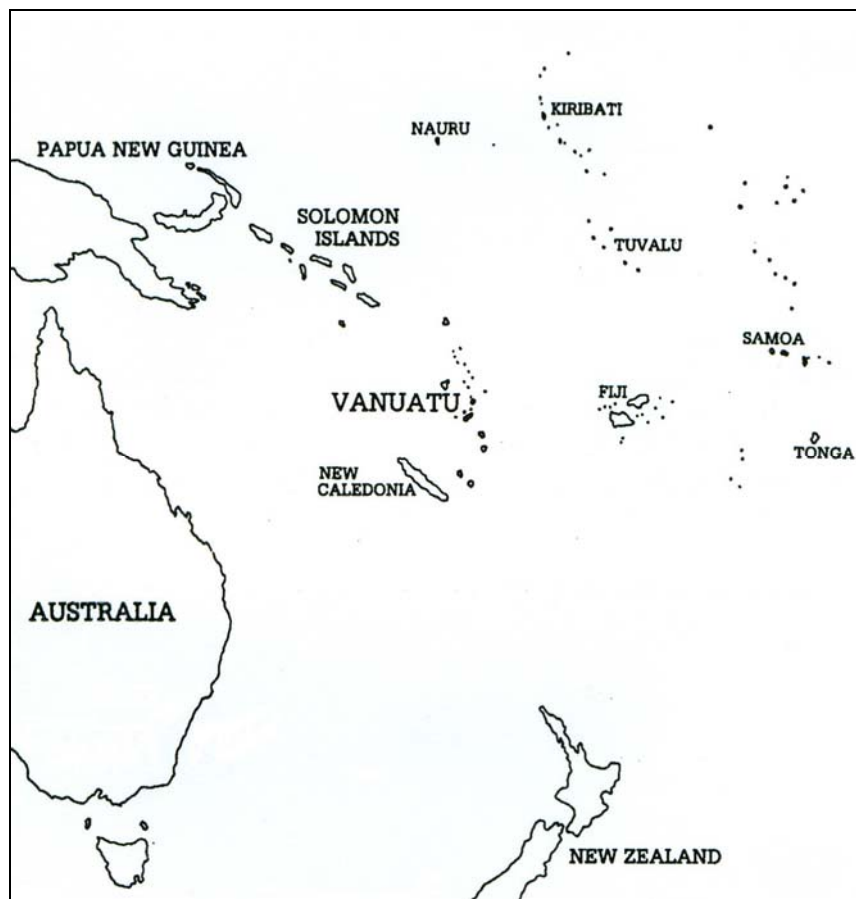 KIRIBATI
NAURU
PAPUA NEW GUINEA
SOLOMON
ISLANDS
TUVALU
SAMOA
FIJI
VANUATU
TONGA
NEW
CALEDONIA
AUSTRALIA
NEW ZEALAND